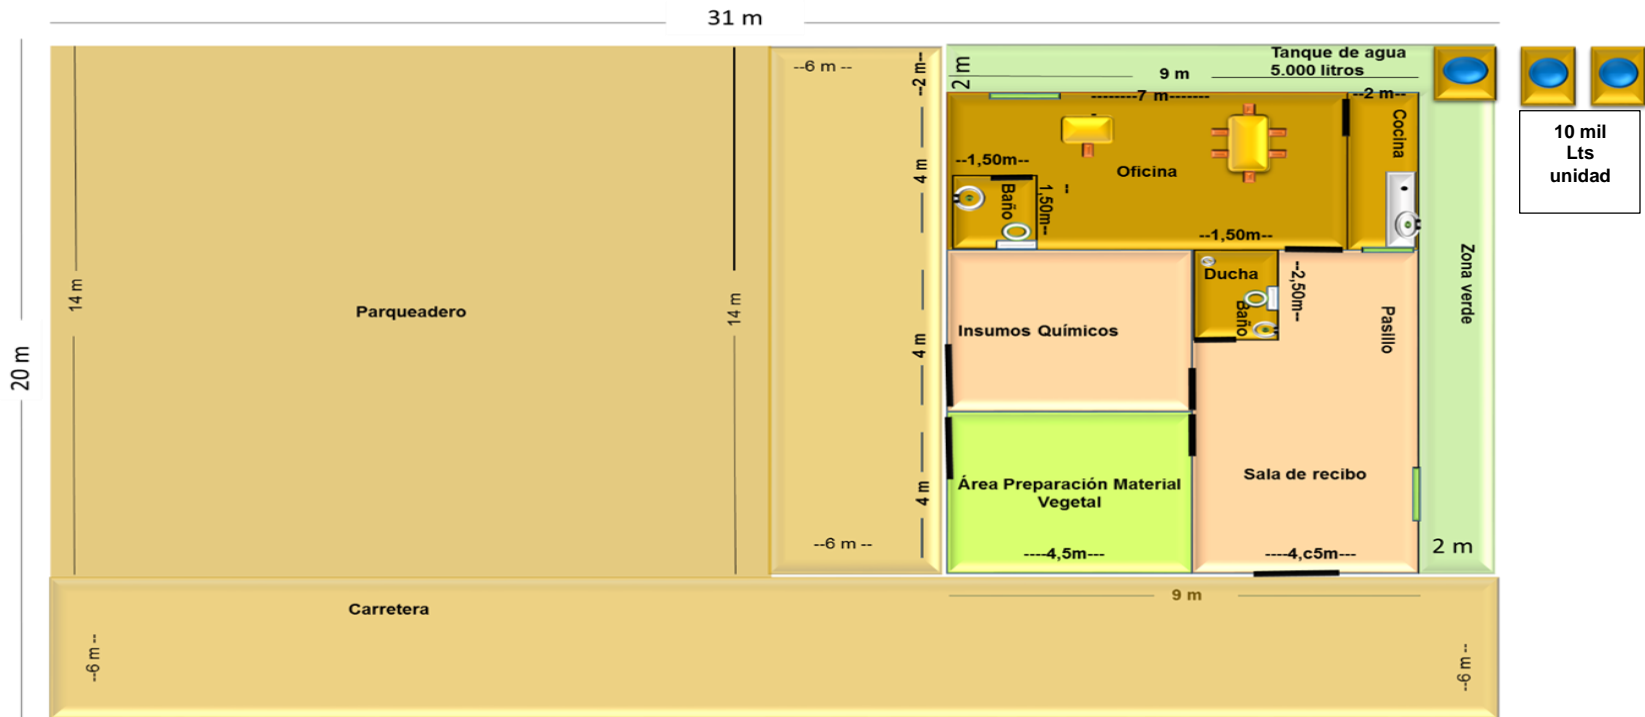 31 m
--6 m --
--2 m--
2 m
9 m
Tanque de agua
5.000 litros
--------7 m-------
--2 m--
Cocina
10 mil
Lts
unidad
--1,50m--
4 m
Oficina
Baño
1,50m--
--
--1,50m--
Zona verde
14 m
14 m
Parqueadero
Ducha
--2,50m--
Baño
Pasillo
Insumos Químicos
4 m
20 m
Sala de recibo
Área Preparación Material
Vegetal
4 m
--6 m --
----4,5m---
----4,c5m---
2 m
9 m
Carretera
--6 m --
--6 m --